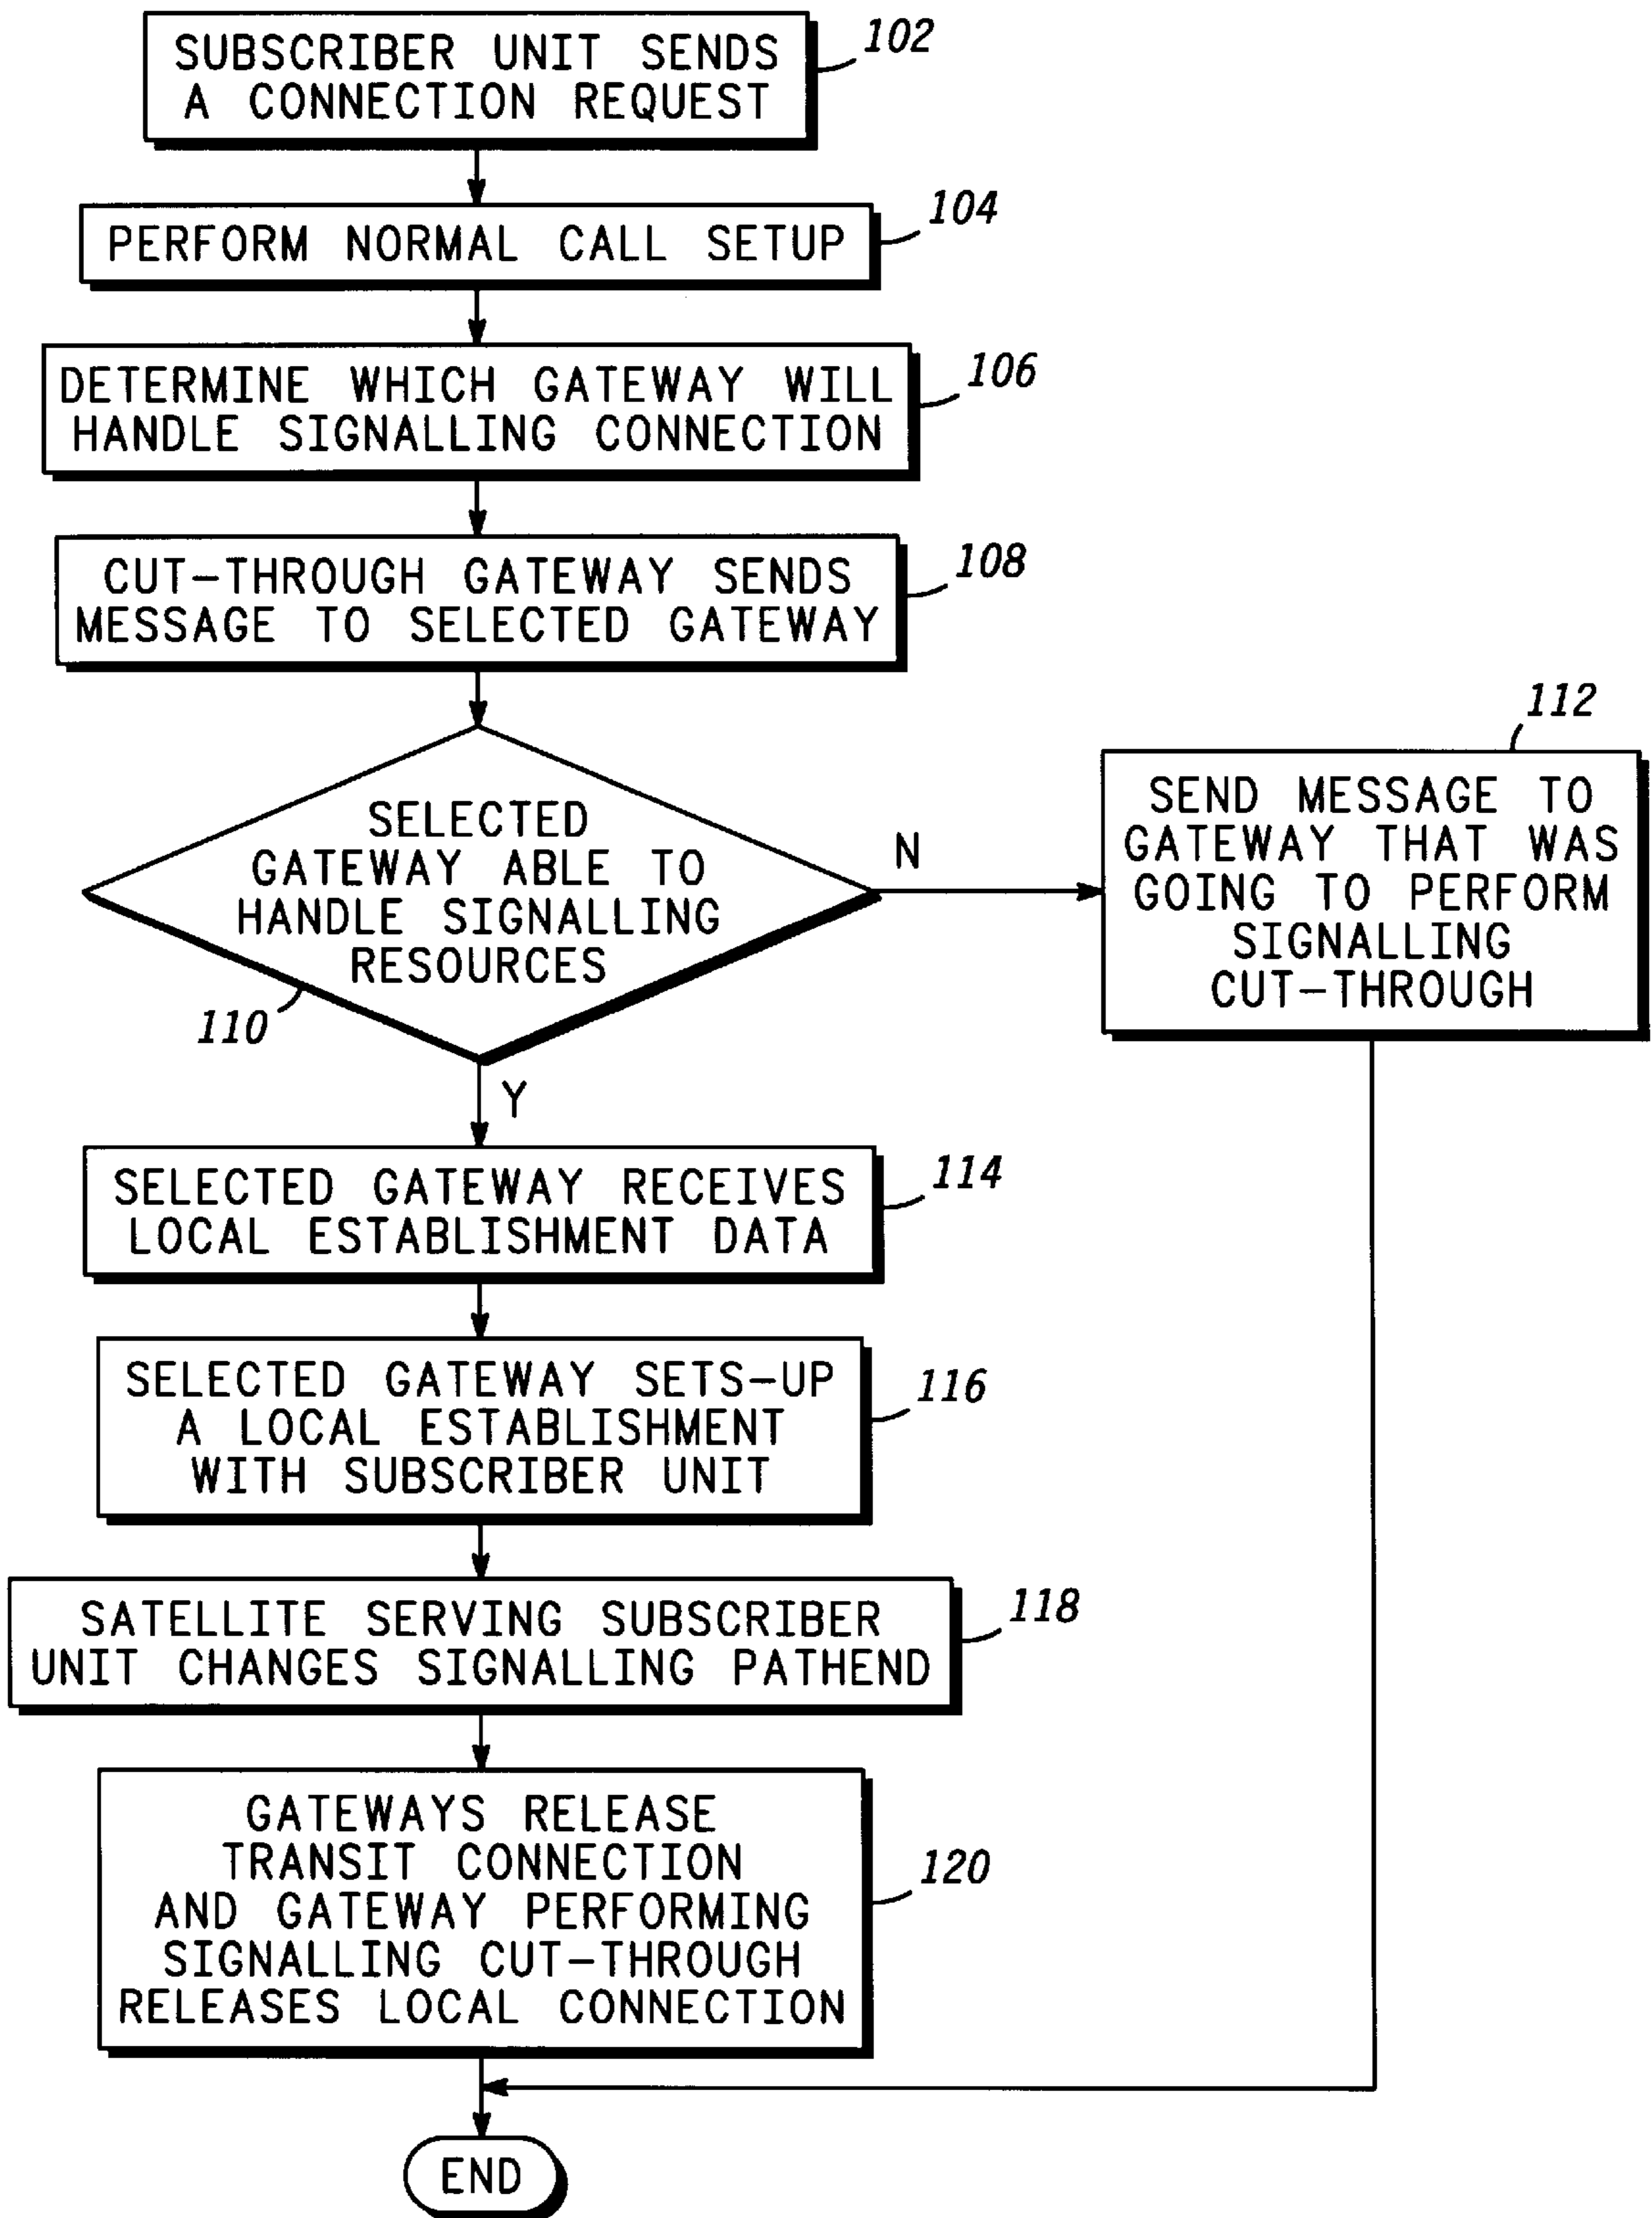 SUBSCRIBER UNIT SENDS
A CONNECTION REQUEST
102
PERFORM NORMAL CALL SETUP
104
DETERMINE WHICH GATEWAY WILL
HANDLE SIGNALLING CONNECTION
106
CUT-THROUGH GATEWAY SENDS
MESSAGE TO SELECTED GATEWAY
108
SELECTED
GATEWAY ABLE TO
HANDLE SIGNALLING
RESOURCES
110
N
112
SEND MESSAGE TO
GATEWAY THAT WAS
GOING TO PERFORM
SIGNALLING
CUT-THROUGH
Y
SELECTED GATEWAY RECEIVES
LOCAL ESTABLISHMENT DATA
114
SELECTED GATEWAY SETS-UP
A LOCAL ESTABLISHMENT
WITH SUBSCRIBER UNIT
116
SATELLITE SERVING SUBSCRIBER
UNIT CHANGES SIGNALLING PATHEND
118
GATEWAYS RELEASE
TRANSIT CONNECTION
AND GATEWAY PERFORMING
SIGNALLING CUT-THROUGH
RELEASES LOCAL CONNECTION
120
END